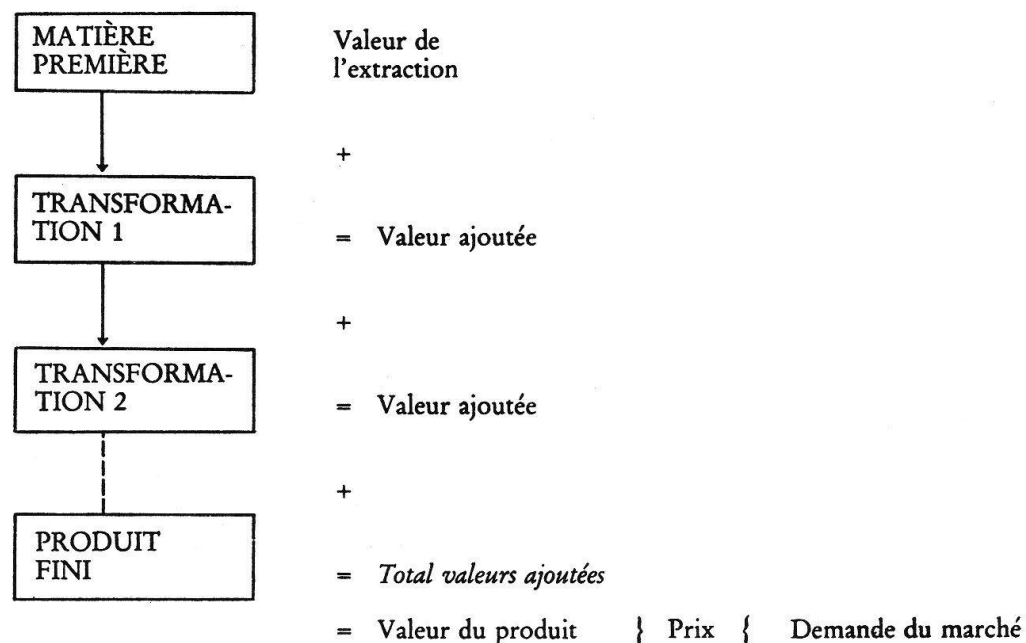 MATIÈRE
PREMIÈRE
Valeur de
l'extraction
+
TRANSFORMA-
TION 1
= Valeur ajoutée
+
TRANSFORMA-
TION 2
= Valeur ajoutée
+
PRODUIT
FINI
= Total valeurs ajoutées
= Valeur du produit } Prix { Demande du marché